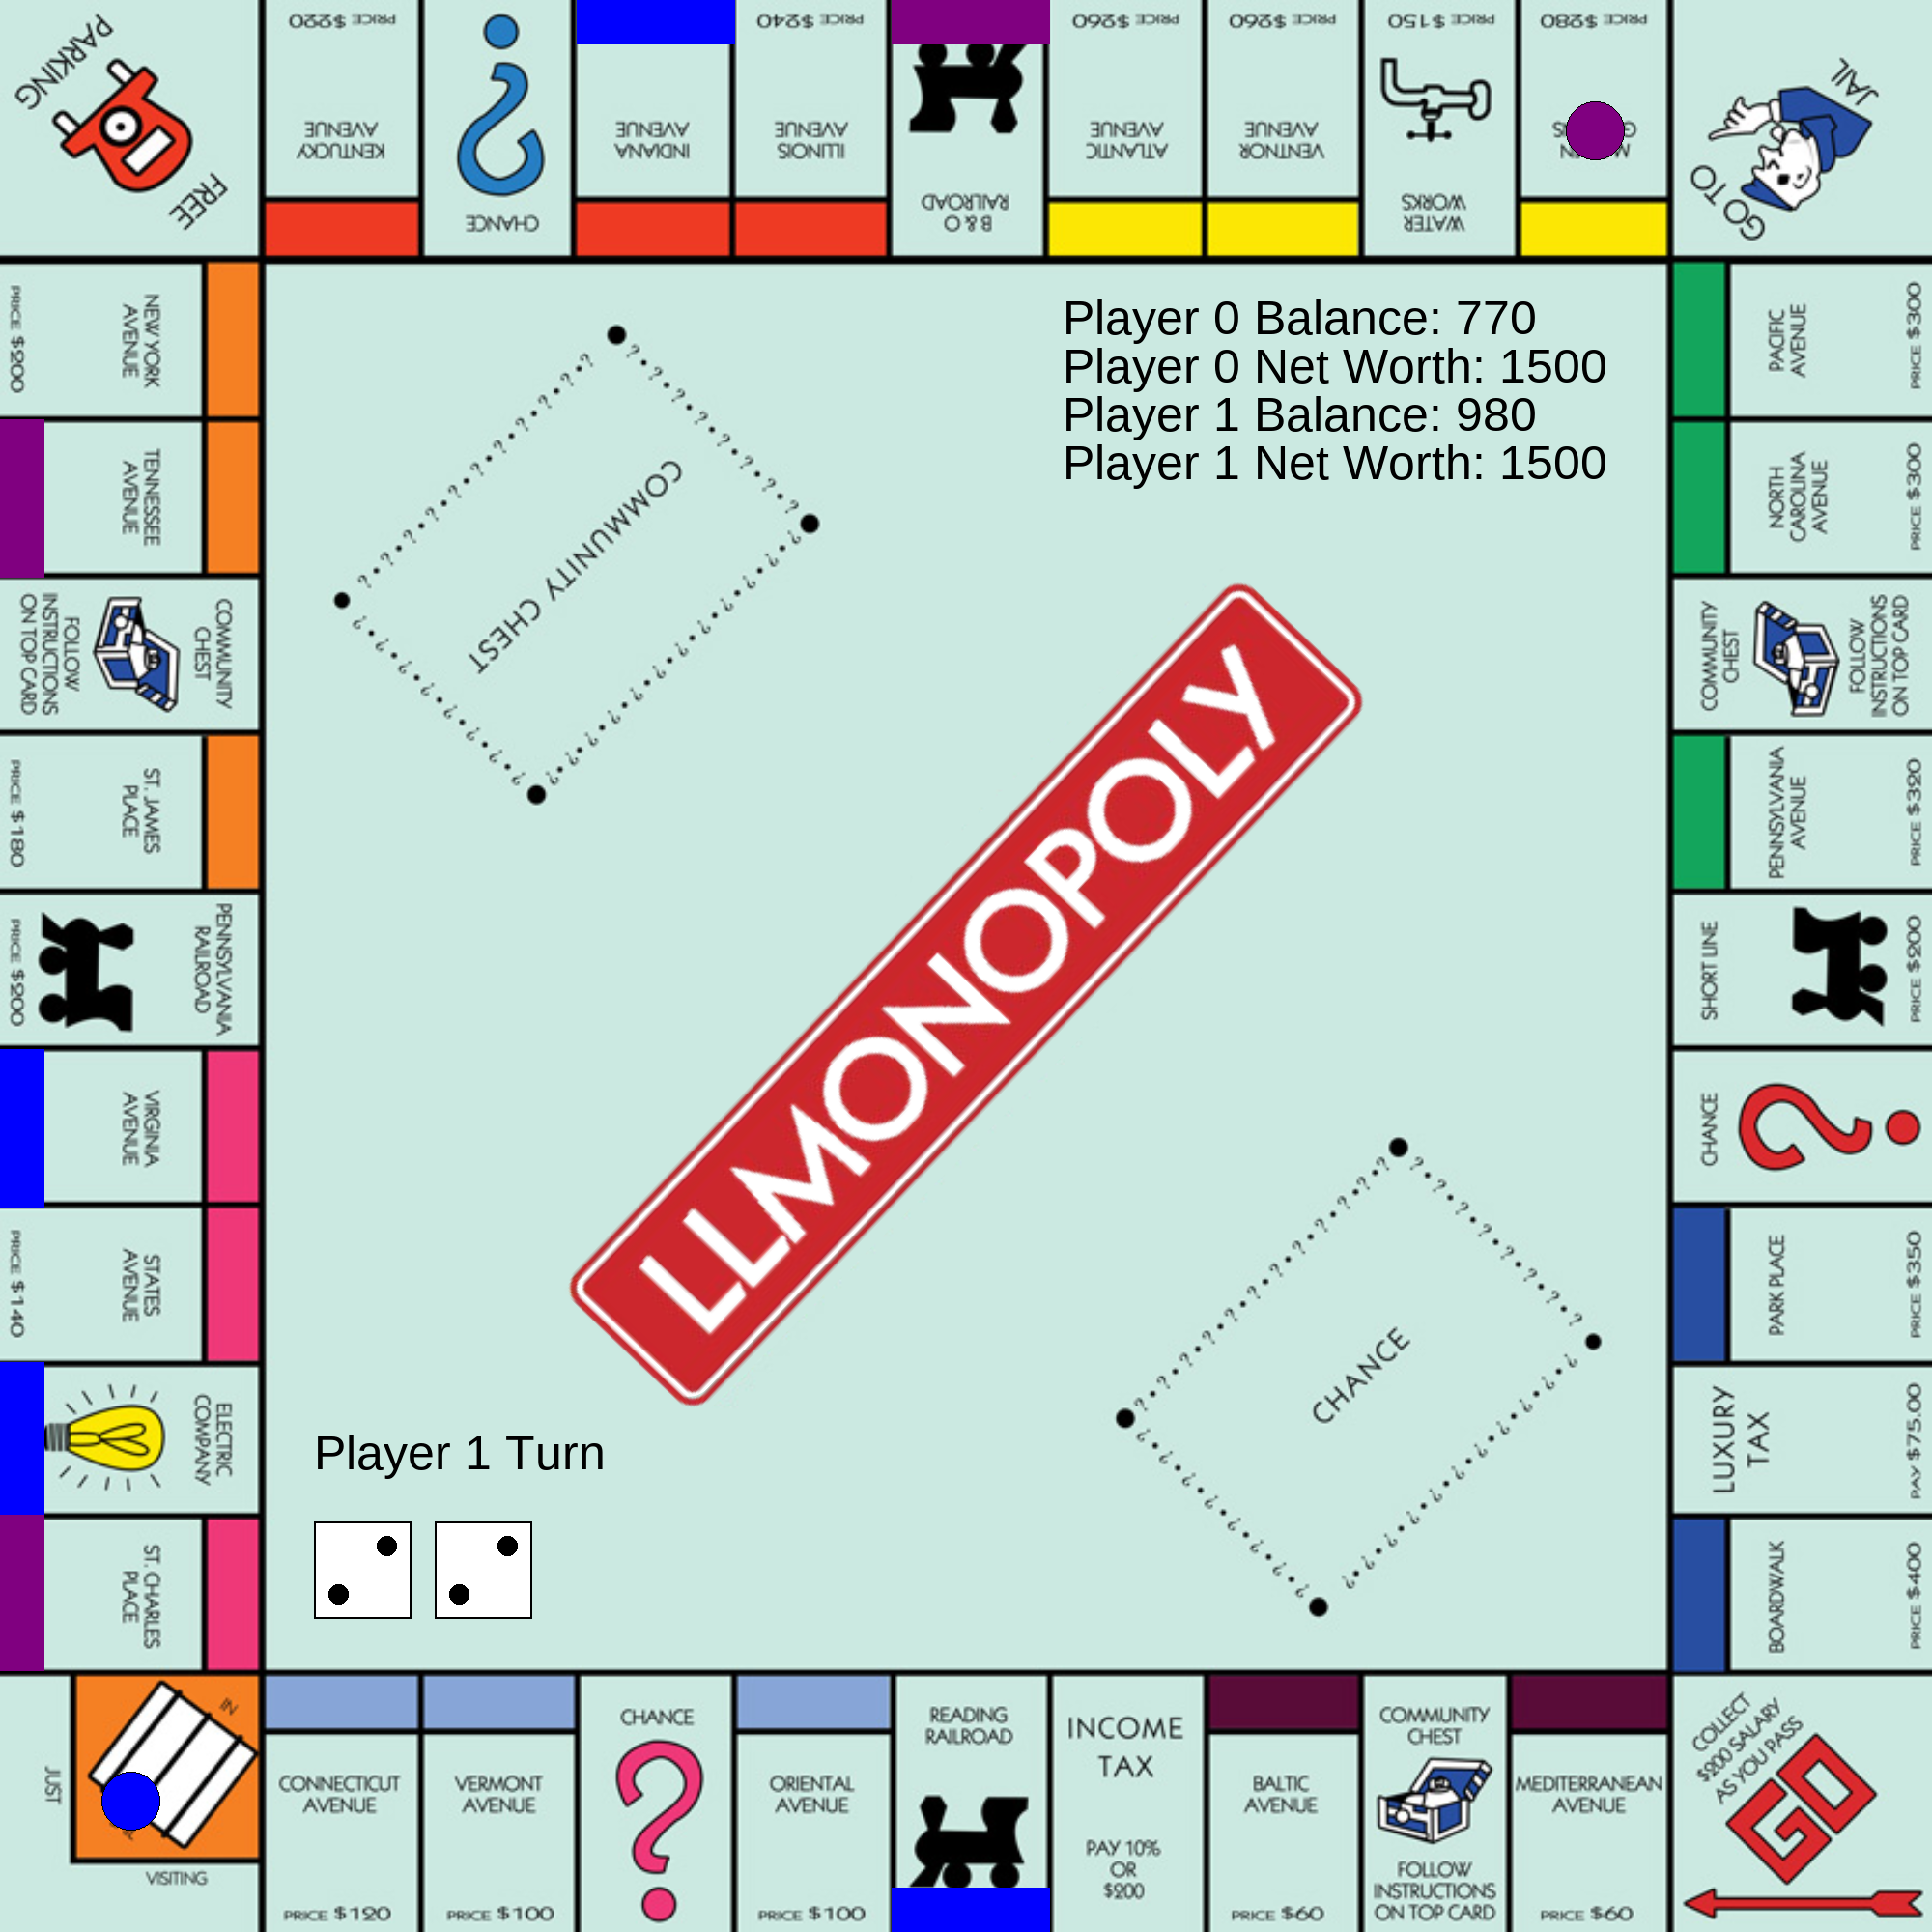 FREE
PARKING
PRICE $220
KENTUCKY
AVENUE
CHANCE
INDIANA
AVENUE
PRICE $240
ILLINOIS
AVENUE
B & O
RAILROAD
PRICE $260
ATLANTIC
AVENUE
PRICE $260
VENTNOR
AVENUE
PRICE $150
WATER
WORKS
PRICE $280
GO TO
JAIL
NEW YORK
AVENUE
PRICE $200
TENNESSEE
AVENUE
COMMUNITY
CHEST
FOLLOW
INSTRUCTIONS
ON TOP CARD
ST. JAMES
PLACE
PRICE $180
PENNSYLVANIA
RAILROAD
PRICE $200
VIRGINIA
AVENUE
STATES
AVENUE
PRICE $140
ELECTRIC
COMPANY
ST. CHARLES
PLACE
Player 0 Balance: 770
Player 0 Net Worth: 1500
Player 1 Balance: 980
Player 1 Net Worth: 1500
COMMUNITY CHEST
LLMONOPOLY
CHANCE
Player 1 Turn
PACIFIC
AVENUE
PRICE $300
NORTH
CAROLINA
AVENUE
PRICE $300
COMMUNITY
CHEST
FOLLOW
INSTRUCTIONS
ON TOP CARD
PENNSYLVANIA
AVENUE
PRICE $320
SHORT LINE
PRICE $200
CHANCE
PARK PLACE
PRICE $350
LUXURY
TAX
PAY $75.00
BOARDWALK
PRICE $400
IN
JUST
VISITING
CONNECTICUT
AVENUE
PRICE $120
VERMONT
AVENUE
PRICE $100
CHANCE
ORIENTAL
AVENUE
PRICE $100
READING
RAILROAD
INCOME
TAX
PAY 10%
OR
$200
BALTIC
AVENUE
PRICE $60
COMMUNITY
CHEST
FOLLOW
INSTRUCTIONS
ON TOP CARD
MEDITERRANEAN
AVENUE
PRICE $60
COLLECT
$200 SALARY
AS YOU PASS
GO